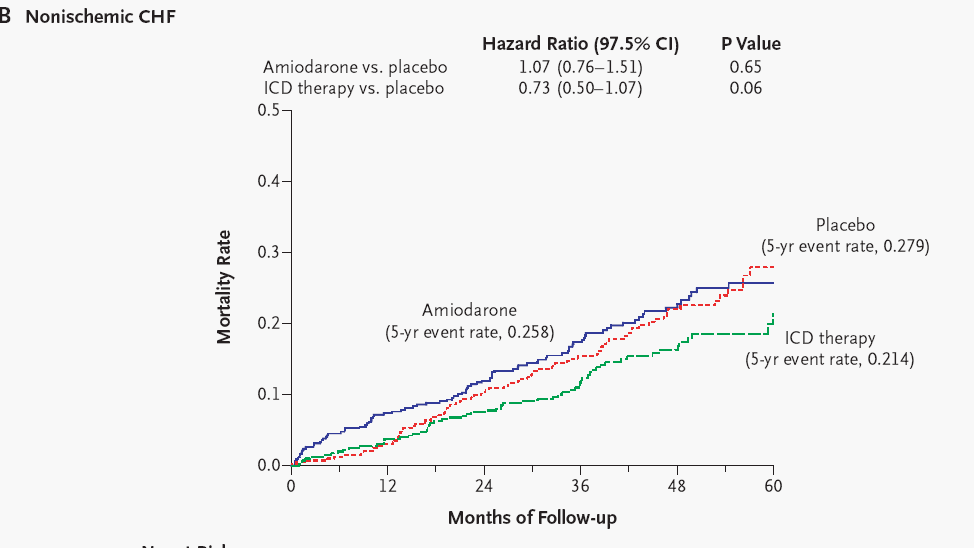 B Nonischemic CHF
Hazard Ratio (97.5% CI) P Value
Amiodarone vs. placebo 1.07 (0.76–1.51) 0.65
ICD therapy vs. placebo 0.73 (0.50–1.07) 0.06
0.5
0.4
0.3
0.2
0.1
0.0
Mortality Rate
Placebo
(5-yr event rate, 0.279)
Amiodarone
(5-yr event rate, 0.258)
ICD therapy
(5-yr event rate, 0.214)
0 12 24 36 48 60
Months of Follow-up